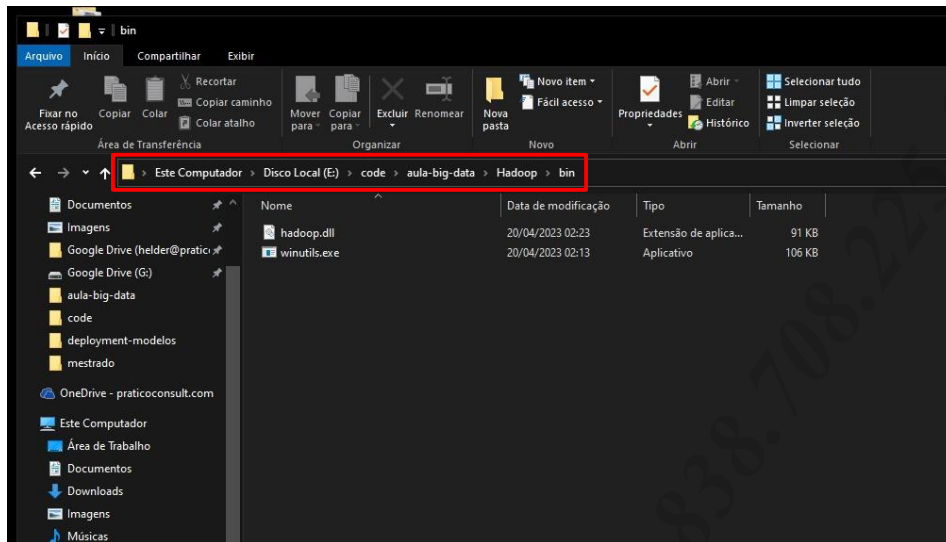 bin
Arquivo Início Compartilhar Exibir
Fixar no Acesso rápido
Copiar
Colar
Recortar
Copiar caminho
Colar atalho
Mover para
Copiar para
Excluir
Renomear
Nova pasta
Novo item
Fácil acesso
Propriedades
Abrir
Editar
Histórico
Selecionar tudo
Limpar seleção
Inverter seleção
Área de Transferência Organizar Novo Abrir Selecionar
Este Computador > Disco Local (E:) > code > aula-big-data > Hadoop > bin
Nome Data de modificação Tipo Tamanho
hadoop.dll 20/04/2023 02:23 Extensão de aplica... 91 KB
winutils.exe 20/04/2023 02:13 Aplicativo 106 KB
Documentos
Imagens
Google Drive (helder@pratic
Google Drive (G:)
aula-big-data
code
deployment-modelos
mestrado
OneDrive - praticoconsult.com
Este Computador
Área de Trabalho
Documentos
Downloads
Imagens
Músicas
838.708.225